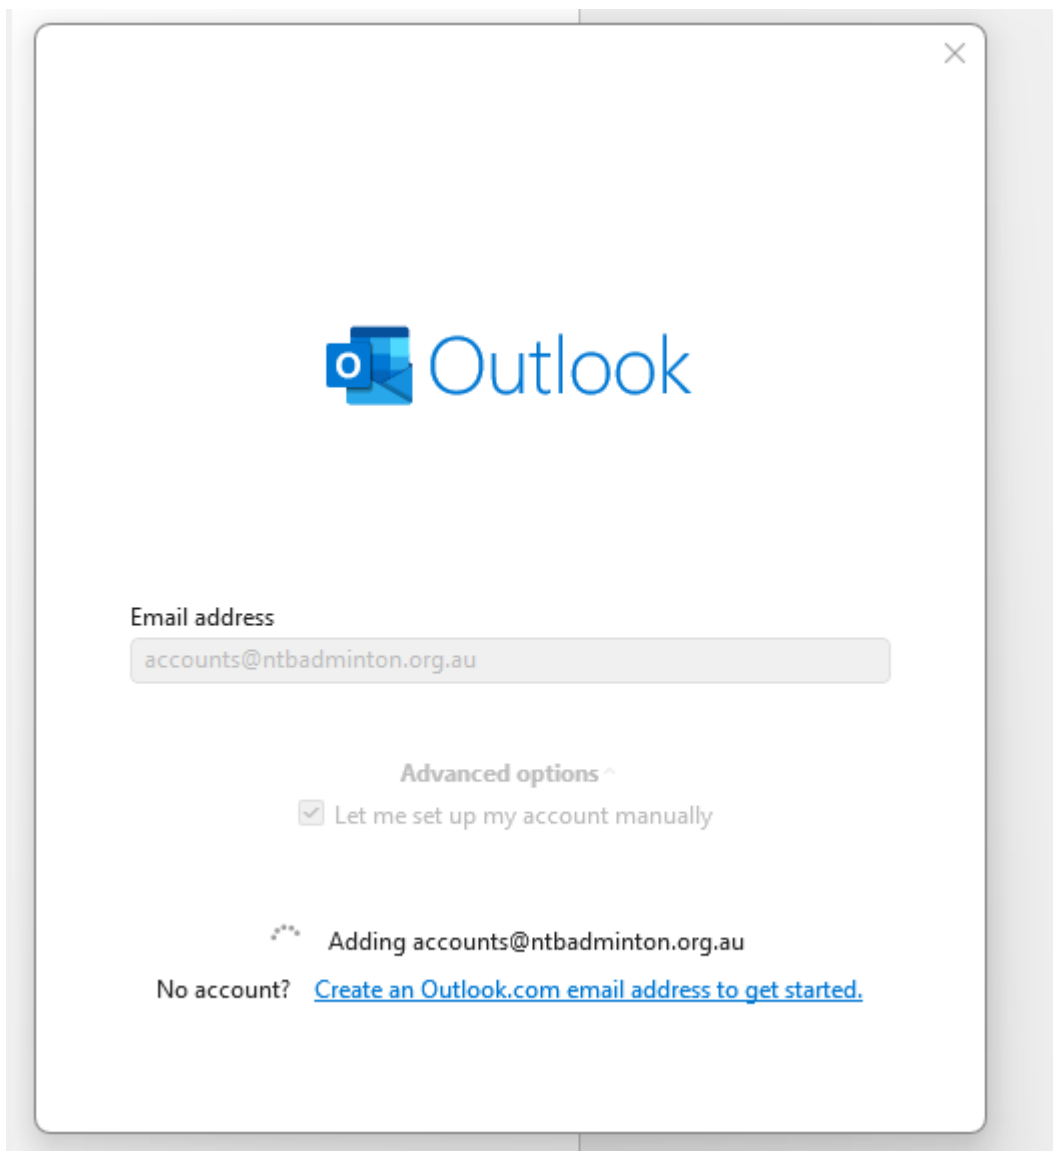 Outlook
Email address
accounts@ntbadminton.org.au
Advanced options
Let me set up my account manually
Adding accounts@ntbadminton.org.au
No account? Create an Outlook.com email address to get started.